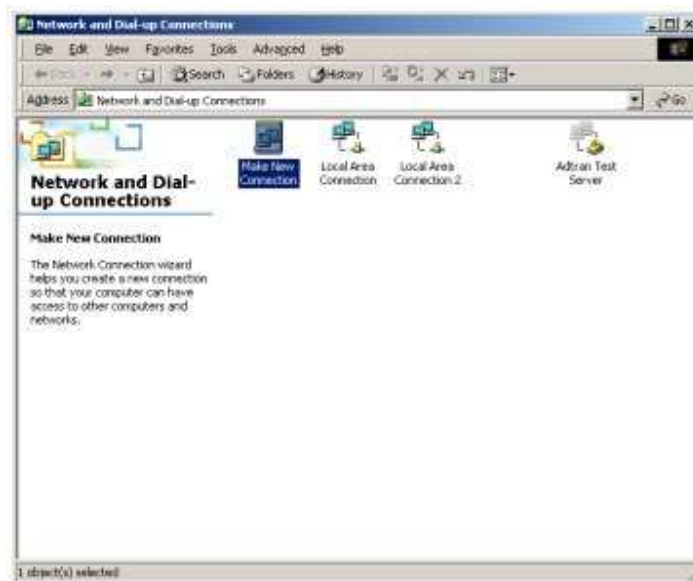 Network and Dial-up Connections
File Edit View Favorites Tools Advanced Help
Back Search Folders History
Address Network and Dial-up Connections Go
Make New Connection
Local Area Connection
Local Area Connection 2
Adtran Test Server
Network and Dial-
up Connections
Make New Connection
The Network Connection wizard
helps you create a new connection
so that your computer can have
access to other computers and
networks.
1 object(s) selected